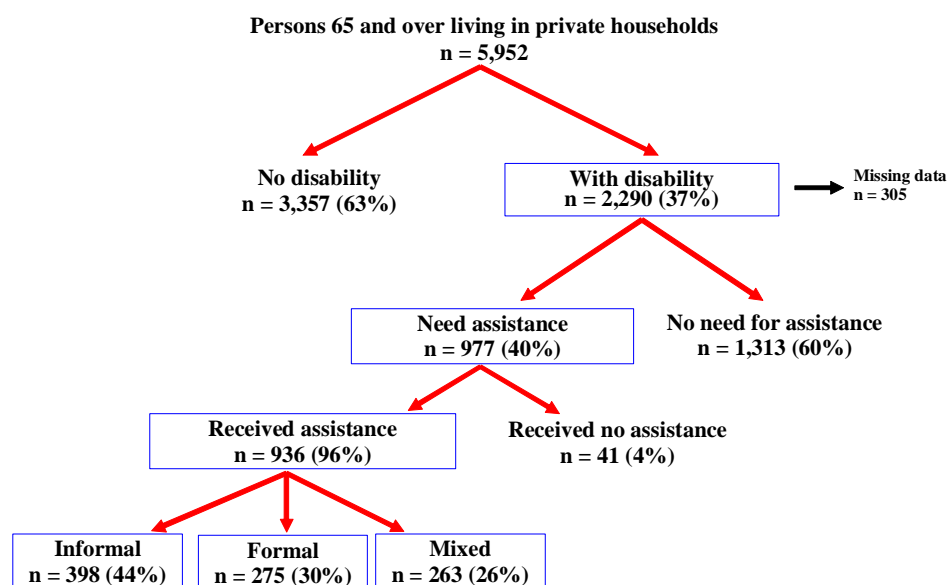 Persons 65 and over living in private households
n = 5,952
No disability
n = 3,357 (63%)
With disability
n = 2,290 (37%)
Missing data
n = 305
Need assistance
n = 977 (40%)
No need for assistance
n = 1,313 (60%)
Received assistance
n = 936 (96%)
Received no assistance
n = 41 (4%)
Informal
n = 398 (44%)
Formal
n = 275 (30%)
Mixed
n = 263 (26%)